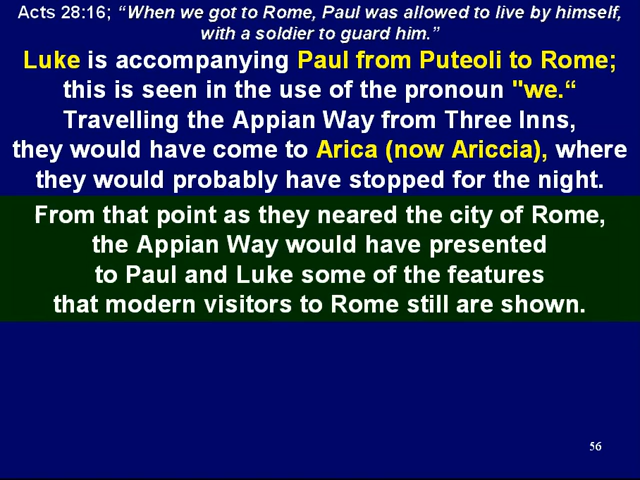 Acts 28:16; “When we got to Rome, Paul was allowed to live by himself,
with a soldier to guard him.”
Luke is accompanying Paul from Puteoli to Rome;
this is seen in the use of the pronoun "we.“
Travelling the Appian Way from Three Inns,
they would have come to Arica (now Ariccia), where
they would probably have stopped for the night.
From that point as they neared the city of Rome,
the Appian Way would have presented
to Paul and Luke some of the features
that modern visitors to Rome still are shown.
56